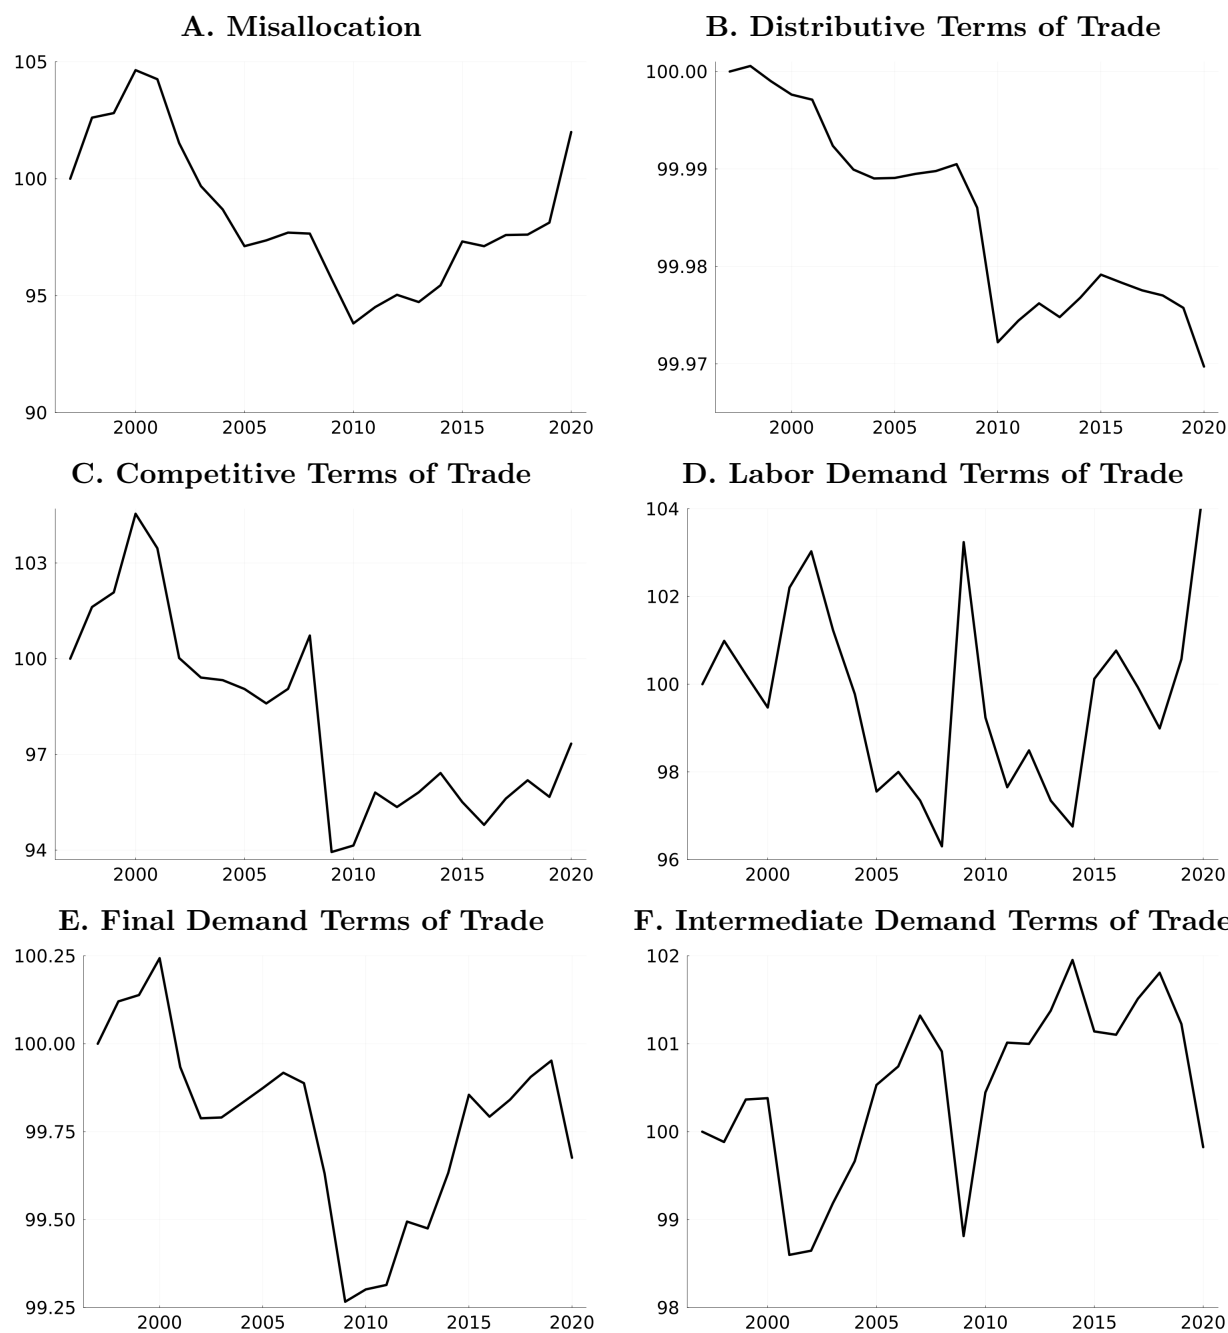 A. Misallocation
105
100
95
90
2000 2005 2010 2015 2020
B. Distributive Terms of Trade
100.00
99.99
99.98
99.97
2000 2005 2010 2015 2020
C. Competitive Terms of Trade
103
100
97
94
2000 2005 2010 2015 2020
D. Labor Demand Terms of Trade
104
102
100
98
96
2000 2005 2010 2015 2020
E. Final Demand Terms of Trade
100.25
100.00
99.75
99.50
99.25
2000 2005 2010 2015 2020
F. Intermediate Demand Terms of Trade
102
101
100
99
98
2000 2005 2010 2015 2020